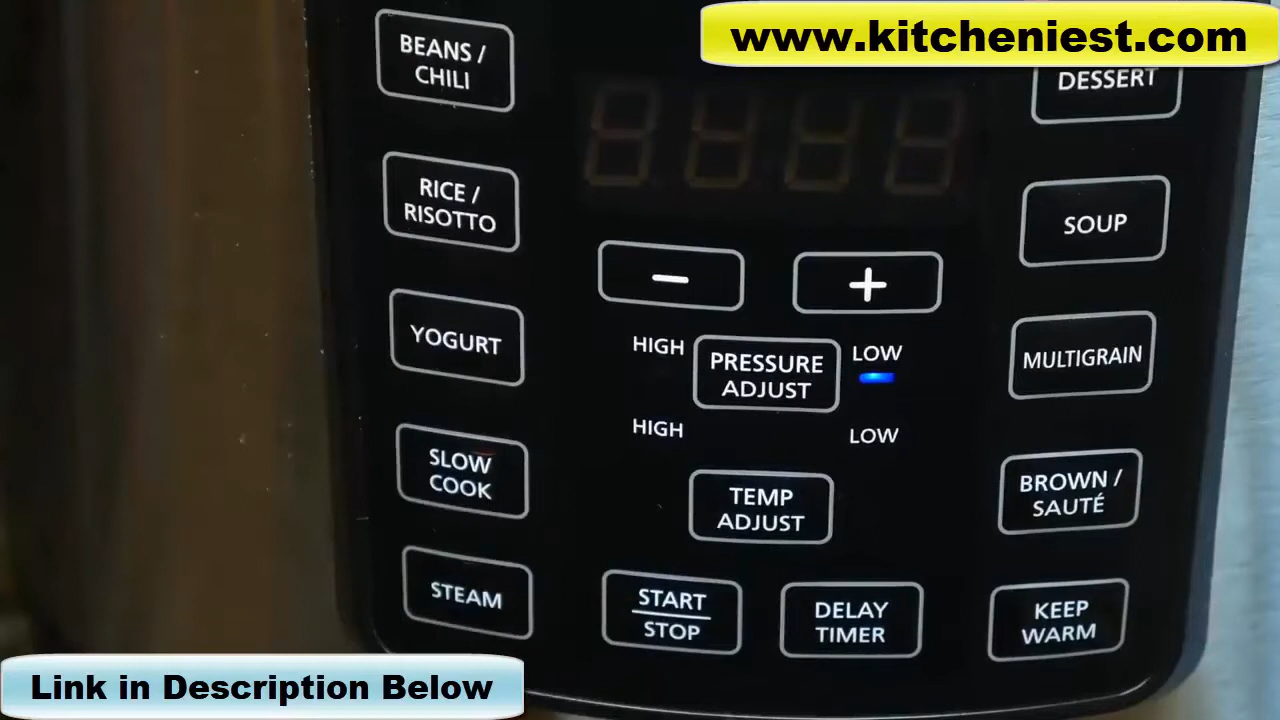 www.kitcheniest.com
BEANS /
CHILI
DESSERT
RICE /
RISOTTO
SOUP
−
+
YOGURT
HIGH
PRESSURE
ADJUST
LOW
MULTIGRAIN
HIGH
LOW
SLOW
COOK
TEMP
ADJUST
BROWN /
SAUTÉ
STEAM
START
STOP
DELAY
TIMER
KEEP
WARM
Link in Description Below